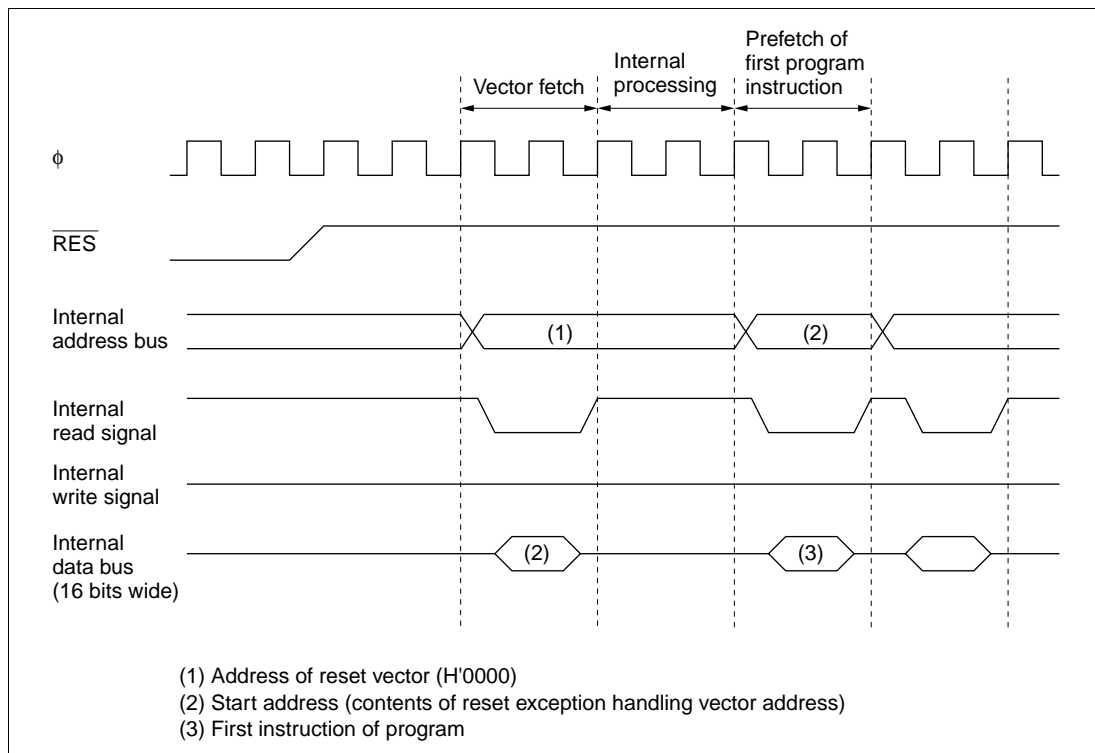 Vector fetch
Internal
processing
Prefetch of
first program
instruction
φ
RES
Internal
address bus
(1)
(2)
Internal
read signal
Internal
write signal
Internal
data bus
(16 bits wide)
(2)
(3)
(1) Address of reset vector (H'0000)
(2) Start address (contents of reset exception handling vector address)
(3) First instruction of program